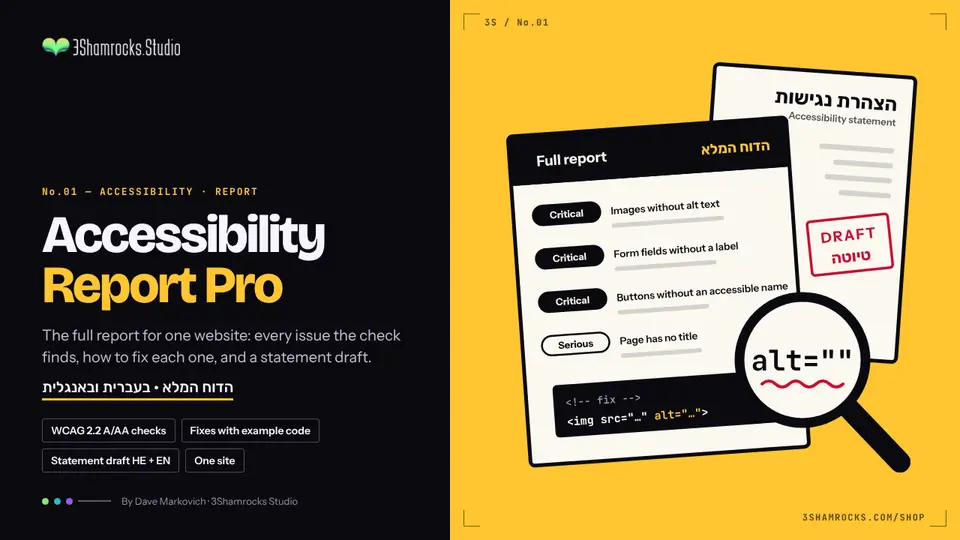 3Shamrocks.Studio
No.01 — ACCESSIBILITY · REPORT
Accessibility
Report Pro
The full report for one website: every issue the check
finds, how to fix each one, and a statement draft.
הדוח המלא • בעברית ובאנגלית
WCAG 2.2 A/AA checks
Fixes with example code
Statement draft HE + EN
One site
By Dave Markovich · 3Shamrocks Studio
3S / No.01
הצהרת נגישות
Accessibility statement
DRAFT
טיוטה
Full report
הדוח המלא
Critical
Images without alt text
Critical
Form fields without a label
Critical
Buttons without an accessible name
Serious
Page has no title
<!-- fix -->
<img src="…" alt="…">
alt=""
3SHAMROCKS.COM/SHOP